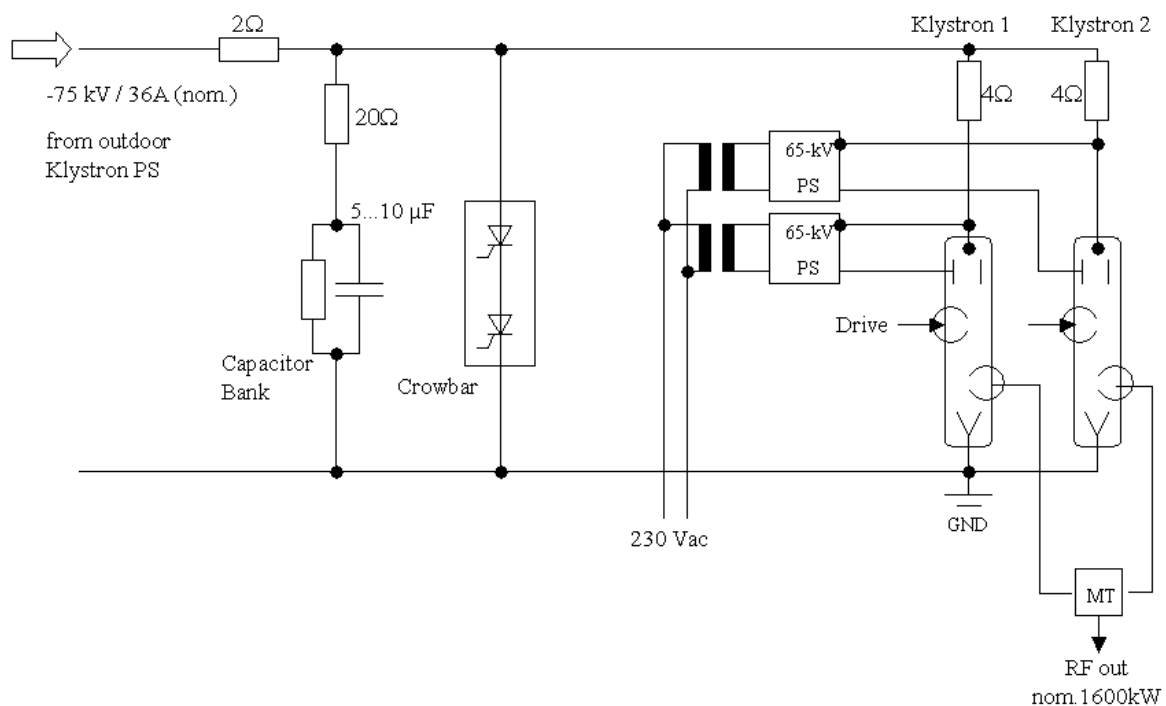 Klystron 1
Klystron 2
2Ω
-75 kV / 36A (nom.)
from outdoor
Klystron PS
20Ω
4Ω
4Ω
65-kV
PS
65-kV
PS
5...10 µF
Drive
Capacitor
Bank
Crowbar
GND
230 Vac
MT
RF out
nom.1600kW